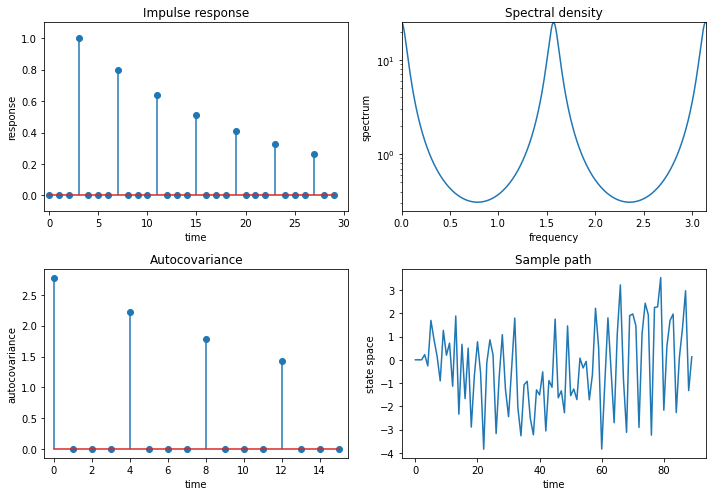 Impulse response
1.0
0.8
0.6
0.4
0.2
0.0
response
0 5 10 15 20 25 30
time
Spectral density
10¹
10⁰
spectrum
0.0 0.5 1.0 1.5 2.0 2.5 3.0
frequency
Autocovariance
2.5
2.0
1.5
1.0
0.5
0.0
autocovariance
0 2 4 6 8 10 12 14
time
Sample path
3
2
1
0
−1
−2
−3
−4
state space
0 20 40 60 80
time